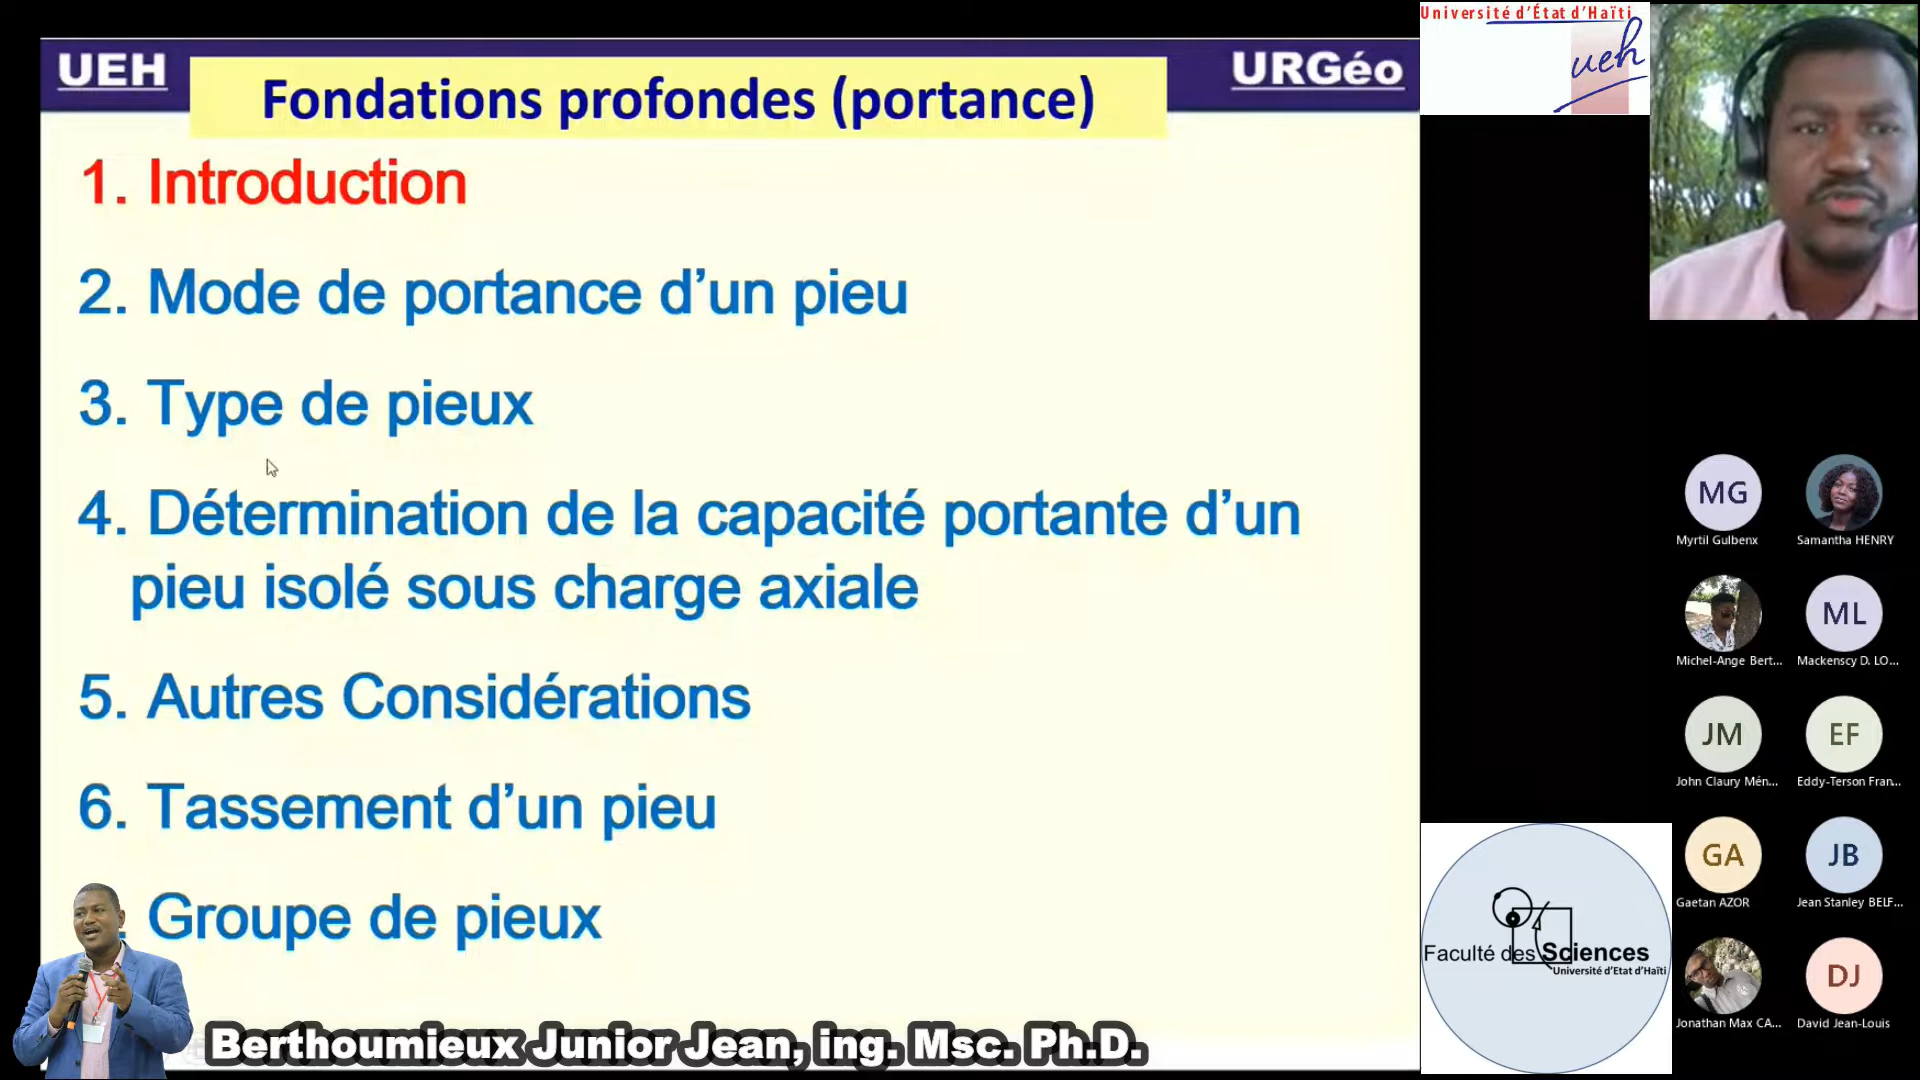 UEH
Fondations profondes (portance)
URGéo
1. Introduction
2. Mode de portance d’un pieu
3. Type de pieux
4. Détermination de la capacité portante d’un
pieu isolé sous charge axiale
5. Autres Considérations
6. Tassement d’un pieu
Groupe de pieux
Berthoumieux Junior Jean, ing. Msc. Ph.D.
Université d’État d’Haïti
ueh
MG
Myrtil Gulbenx
Samantha HENRY
Michel-Ange Bert...
ML
Mackenscy D. LO...
JM
John Claury Mén...
EF
Eddy-Terson Fran...
GA
Gaetan AZOR
JB
Jean Stanley BELF...
Jonathan Max CA...
DJ
David Jean-Louis
Faculté des Sciences
Université d’Etat d’Haïti